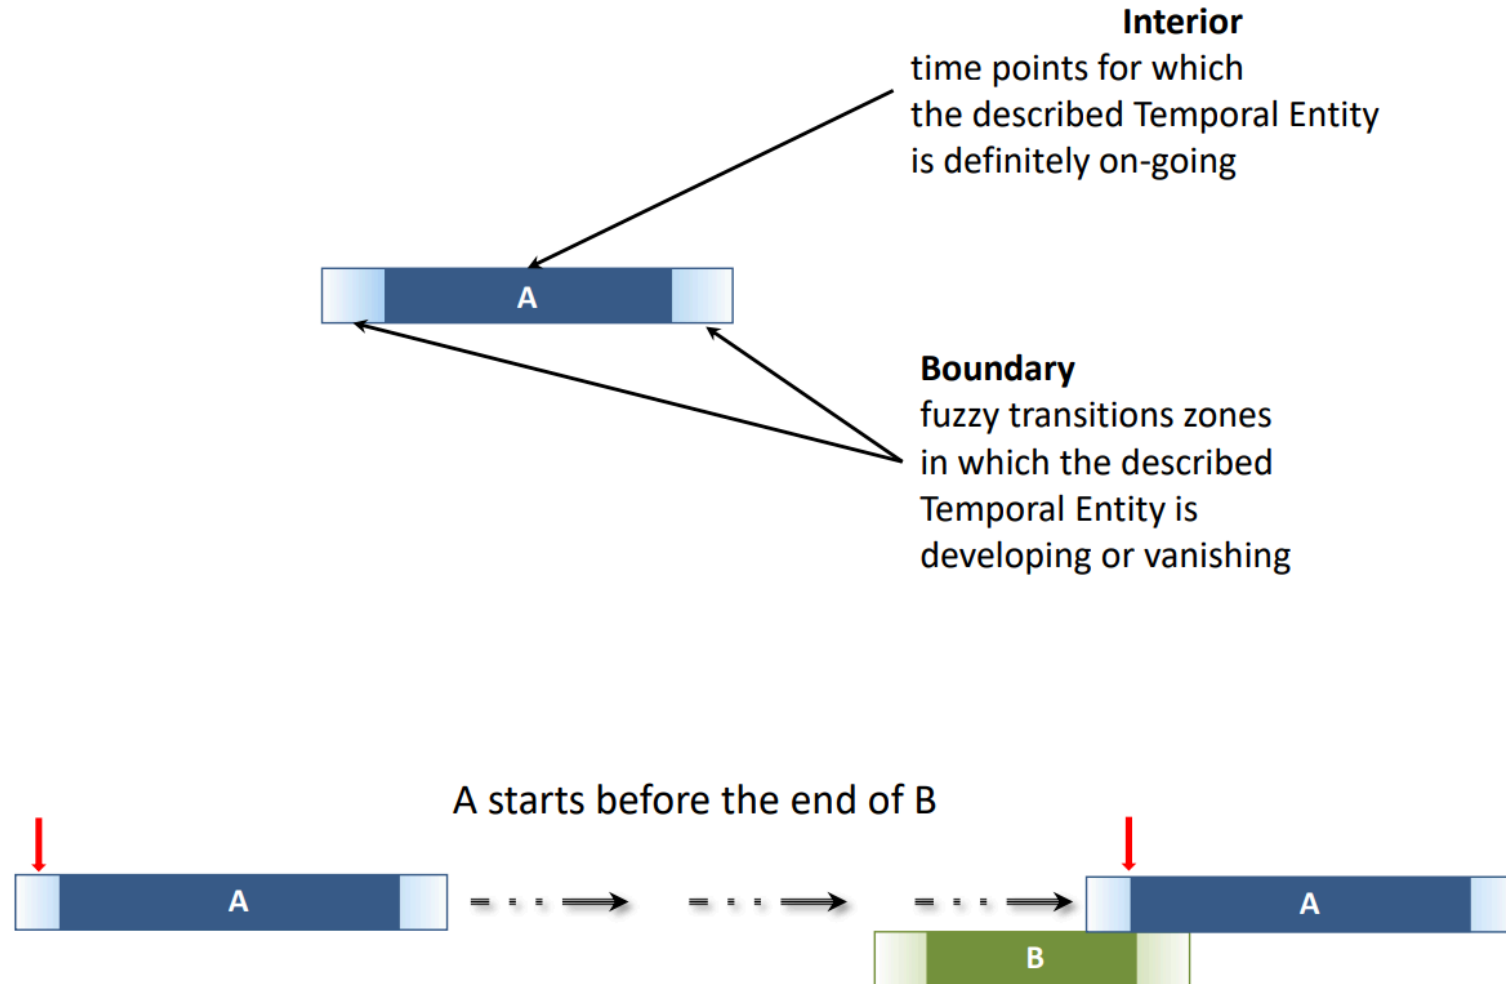 Interior
time points for which
the described Temporal Entity
is definitely on-going
A
Boundary
fuzzy transitions zones
in which the described
Temporal Entity is
developing or vanishing
A starts before the end of B
A
A
B